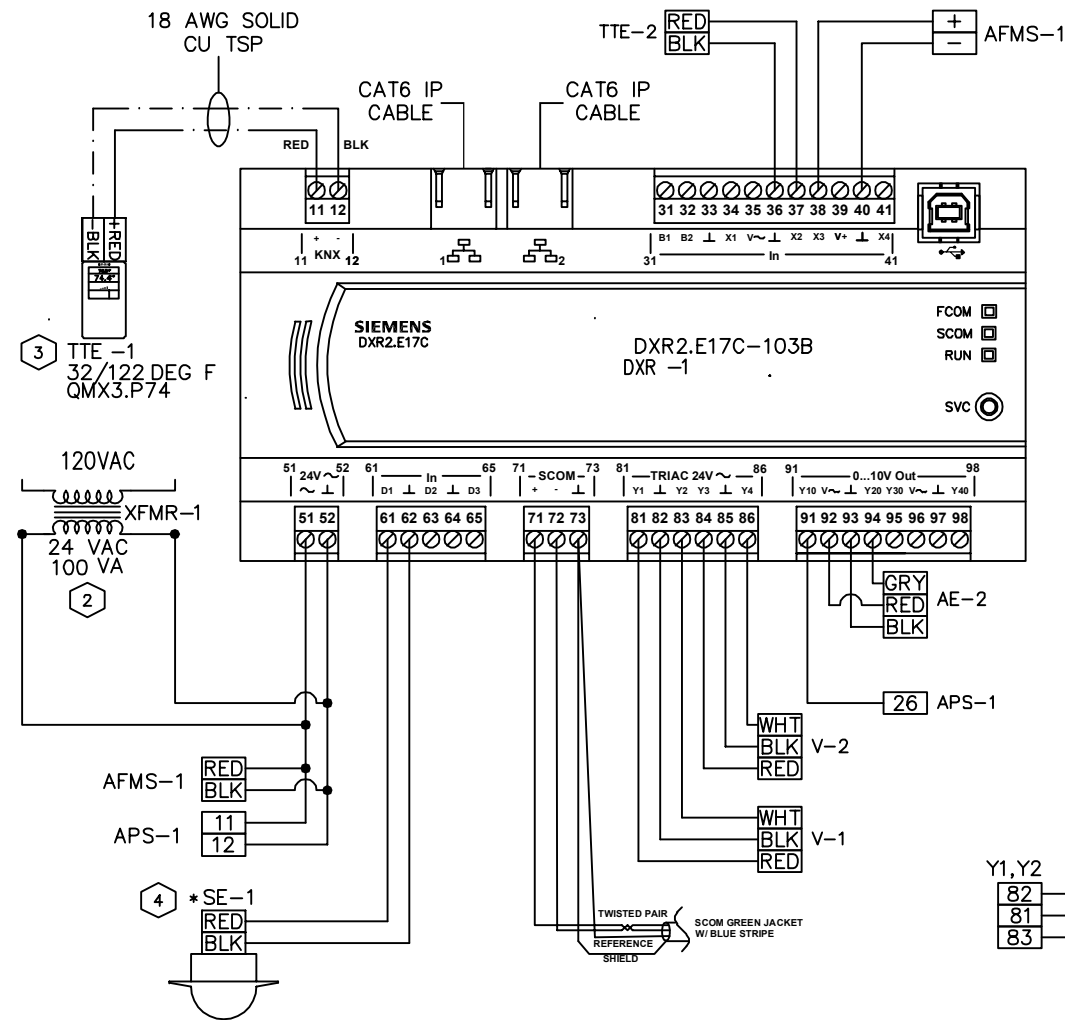 18 AWG SOLID
CU TSP
TTE-2
RED
BLK
+
-
AFMS-1
CAT6 IP
CABLE
CAT6 IP
CABLE
RED
BLK
11 12
31 32 33 34 35 36 37 38 39 40 41
+ -
KNX
11 12
1
2
B1 B2 ⊥ X1 V~ ⊥ X2 X3 V+ ⊥ X4
31 In 41
-BLK
+RED
74.4°
3
TTE -1
32/122 DEG F
QMX3.P74
SIEMENS
DXR2.E17C
DXR2.E17C-103B
DXR -1
FCOM
SCOM
RUN
SVC
120VAC
XFMR-1
24 VAC
100 VA
2
51 24V ~ 52
~ ⊥
61 In 65
D1 ⊥ D2 ⊥ D3
71 SCOM 73
+ - ⊥
81 TRIAC 24V ~ 86
Y1 ⊥ Y2 Y3 ⊥ Y4
91 0...10V Out 98
Y10 V~ ⊥ Y20 Y30 V~ ⊥ Y40
51 52
61 62 63 64 65
71 72 73
81 82 83 84 85 86
91 92 93 94 95 96 97 98
GRY
RED
BLK
AE-2
26 APS-1
WHT
BLK
RED
V-2
WHT
BLK
RED
V-1
AFMS-1
RED
BLK
APS-1
11
12
4
*SE-1
RED
BLK
TWISTED PAIR
REFERENCE
SHIELD
SCOM GREEN JACKET
W/ BLUE STRIPE
Y1,Y2
82
81
83